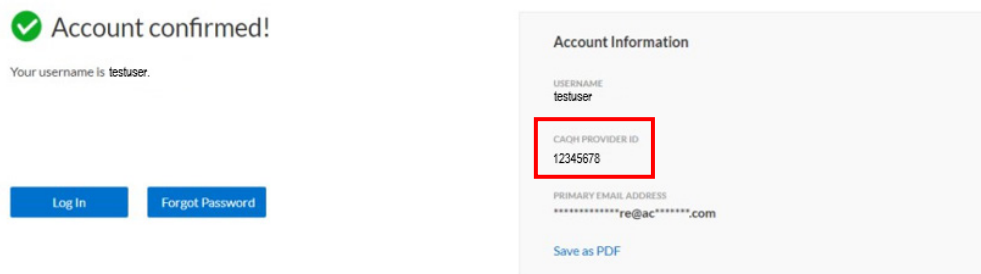 Account confirmed!
Your username is testuser.
Log In
Forgot Password
Account Information
USERNAME
testuser
CAQH PROVIDER ID
12345678
PRIMARY EMAIL ADDRESS
*************re@ac*******.com
Save as PDF